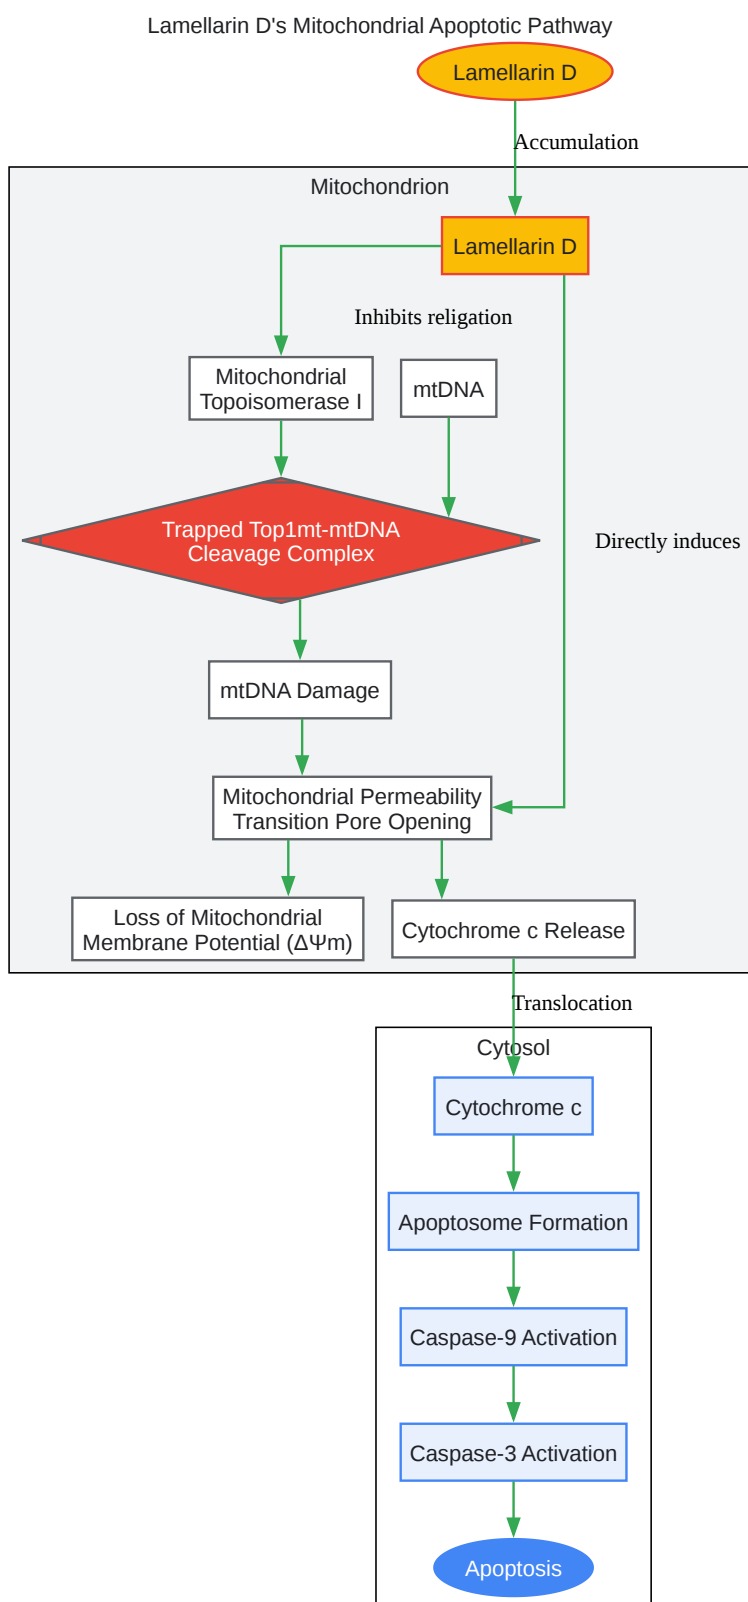 Lamellarin D's Mitochondrial Apoptotic Pathway
Lamellarin D
Accumulation
Mitochondrion
Lamellarin D
Inhibits religation
Mitochondrial
Topoisomerase I
mtDNA
Trapped Top1mt-mtDNA
Cleavage Complex
Directly induces
mtDNA Damage
Mitochondrial Permeability
Transition Pore Opening
Loss of Mitochondrial
Membrane Potential (ΔΨm)
Cytochrome c Release
Translocation
Cytosol
Cytochrome c
Apoptosome Formation
Caspase-9 Activation
Caspase-3 Activation
Apoptosis